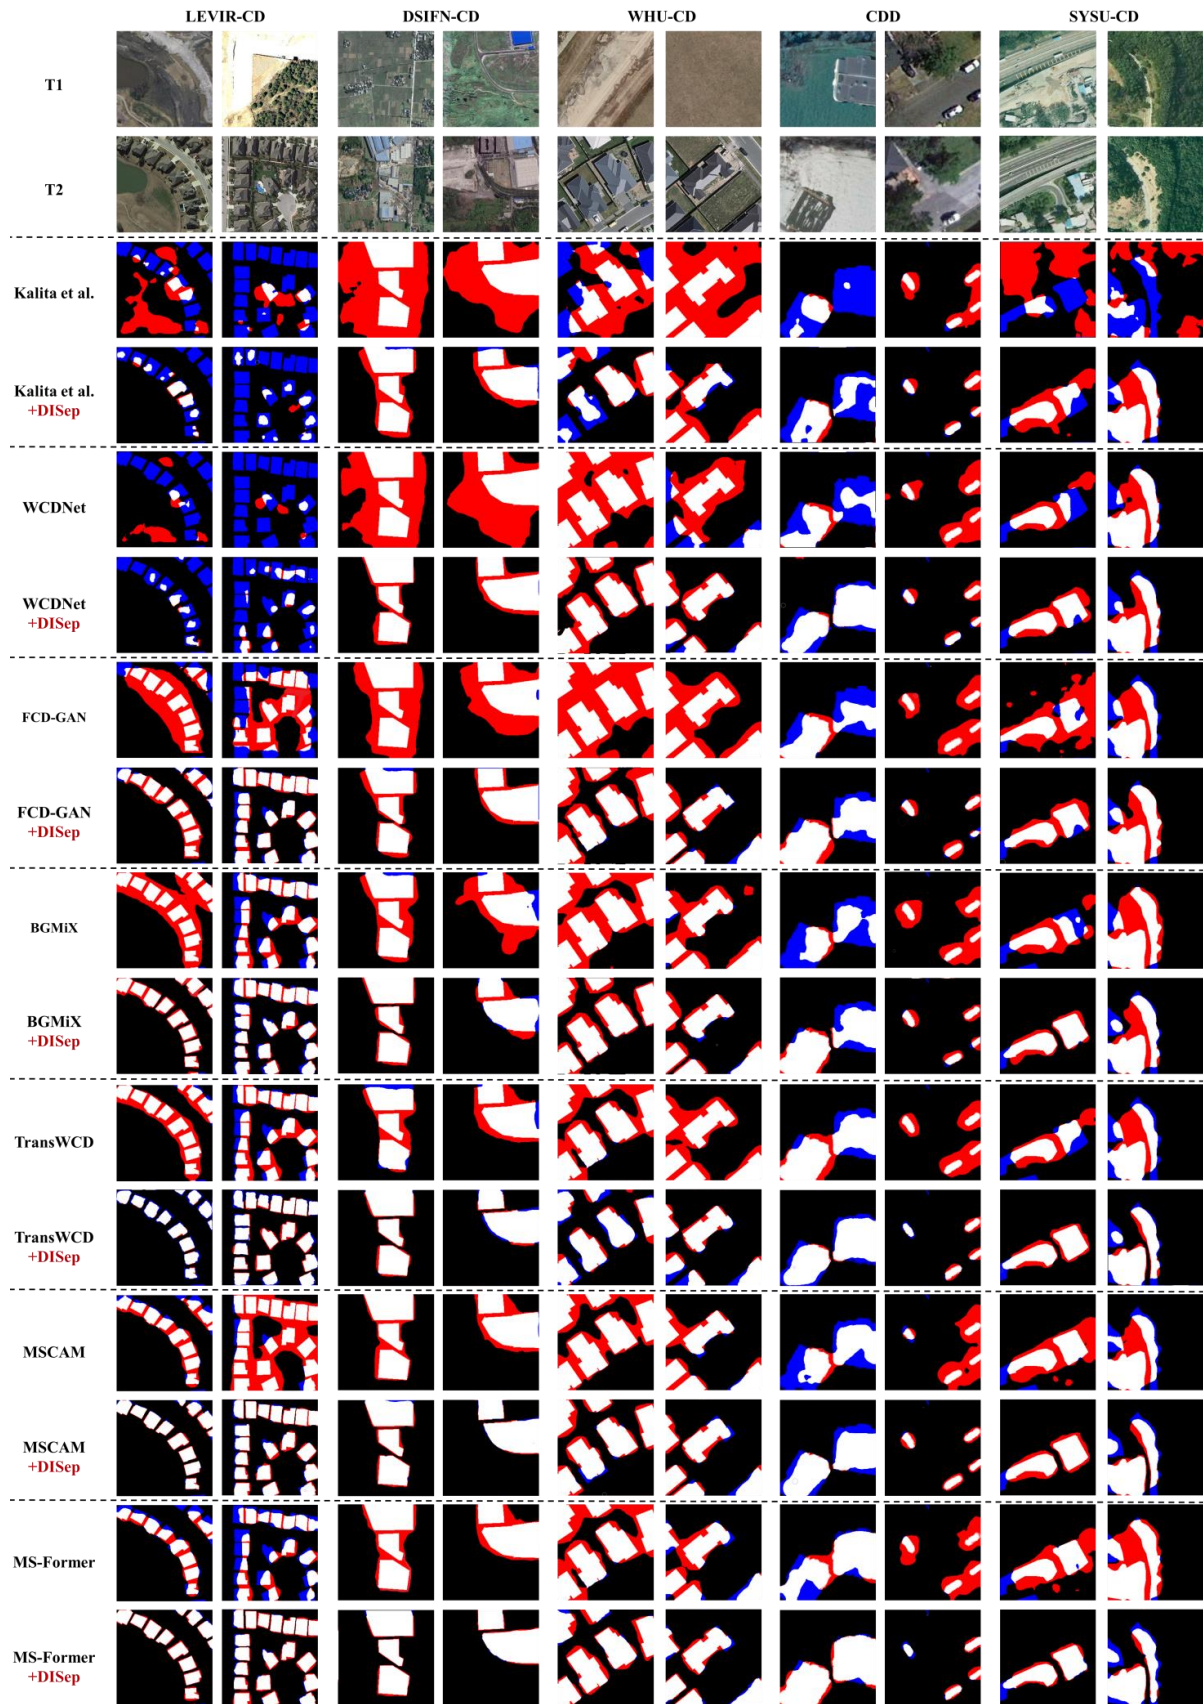 LEVIR-CD DSIFN-CD WHU-CD CDD SYSU-CD
T1
T2
Kalita et al.
Kalita et al.
+DISep
WCDNet
WCDNet
+DISep
FCD-GAN
FCD-GAN
+DISep
BGMiX
BGMiX
+DISep
TransWCD
TransWCD
+DISep
MSCAM
MSCAM
+DISep
MS-Former
MS-Former
+DISep